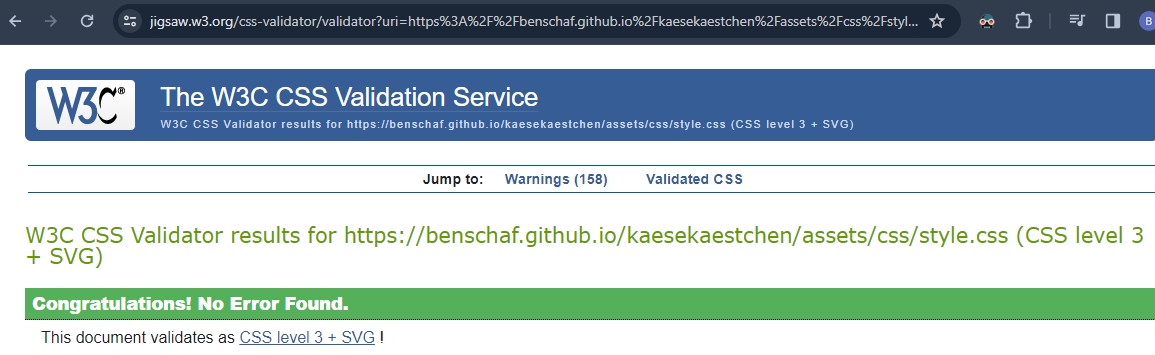 jigsaw.w3.org/css-validator/validator?uri=https%3A%2F%2Fbenschaf.github.io%2Fkaesekaestchen%2Fassets%2Fcss%2Fstyl...
B
W3C®
The W3C CSS Validation Service
W3C CSS Validator results for https://benschaf.github.io/kaesekaestchen/assets/css/style.css (CSS level 3 + SVG)
Jump to: Warnings (158) Validated CSS
W3C CSS Validator results for https://benschaf.github.io/kaesekaestchen/assets/css/style.css (CSS level 3
+ SVG)
Congratulations! No Error Found.
This document validates as CSS level 3 + SVG !